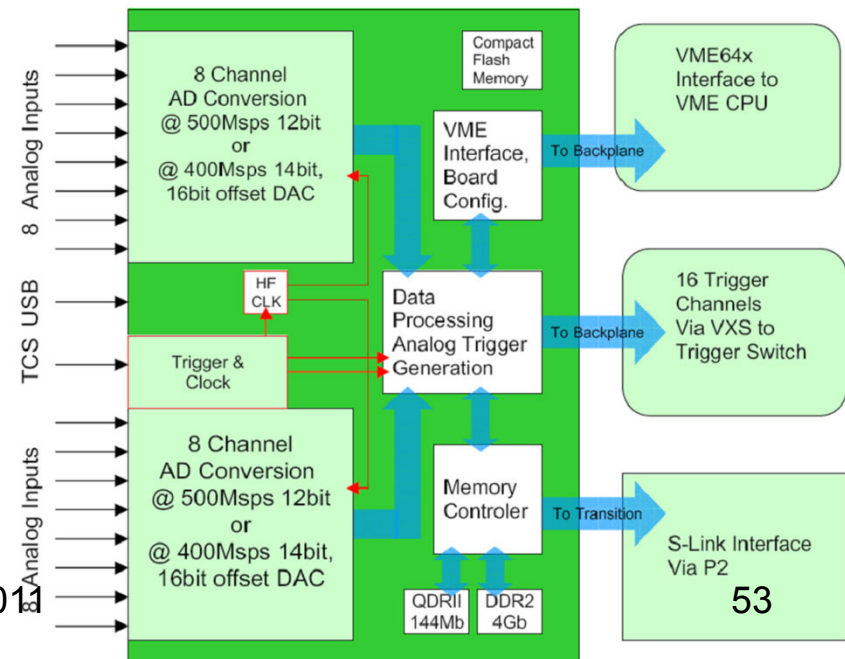 8 Analog Inputs
8 Channel
AD Conversion
@ 500Msps 12bit
or
@ 400Msps 14bit,
16bit offset DAC
Compact
Flash
Memory
VME
Interface,
Board
Config.
To Backplane
VME64x
Interface to
VME CPU
TCS USB
HF
CLK
Trigger &
Clock
Data
Processing
Analog Trigger
Generation
To Backplane
16 Trigger
Channels
Via VXS to
Trigger Switch
8 Analog Inputs
8 Channel
AD Conversion
@ 500Msps 12bit
or
@ 400Msps 14bit,
16bit offset DAC
Memory
Controler
To Transition
S-Link Interface
Via P2
QDRII
144Mb
DDR2
4Gb
011
53